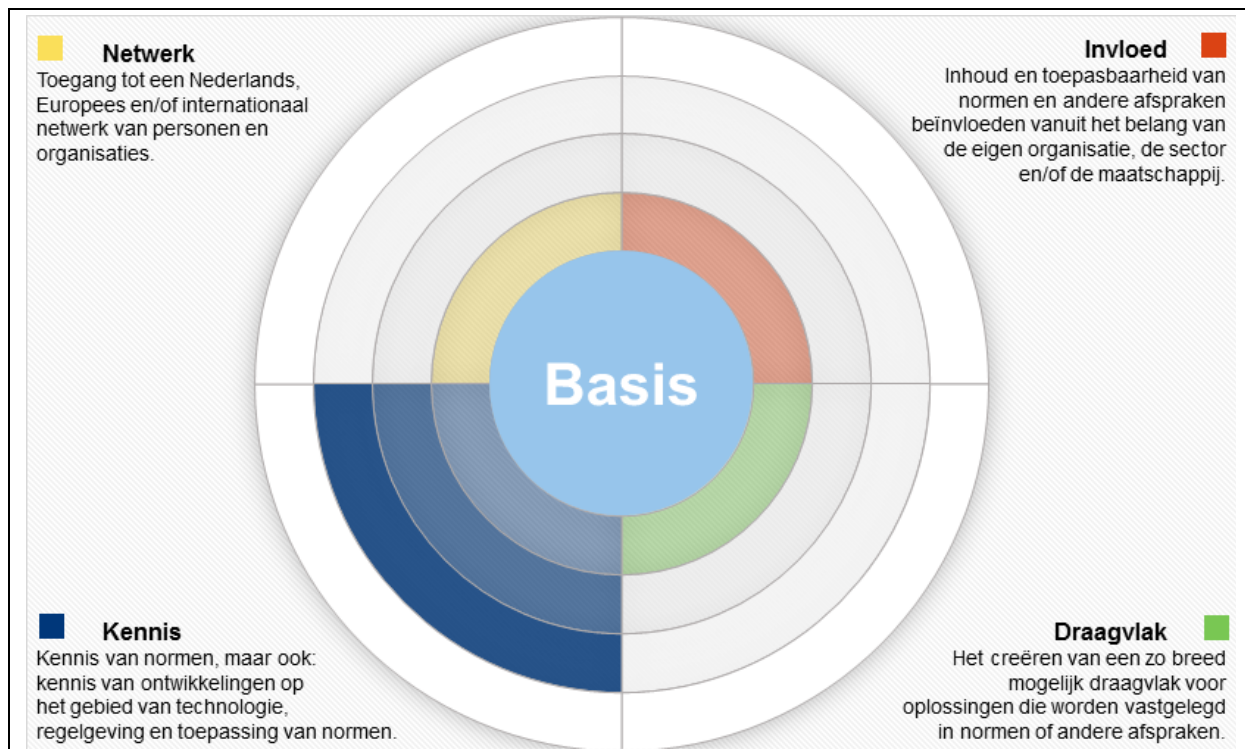 Netwerk
Toegang tot een Nederlands,
Europees en/of internationaal
netwerk van personen en
organisaties.
Invloed
Inhoud en toepasbaarheid van
normen en andere afspraken
beïnvloeden vanuit het belang van
de eigen organisatie, de sector
en/of de maatschappij.
Basis
Kennis
Kennis van normen, maar ook:
kennis van ontwikkelingen op
het gebied van technologie,
regelgeving en toepassing van normen.
Draagvlak
Het creëren van een zo breed
mogelijk draagvlak voor
oplossingen die worden vastgelegd
in normen of andere afspraken.